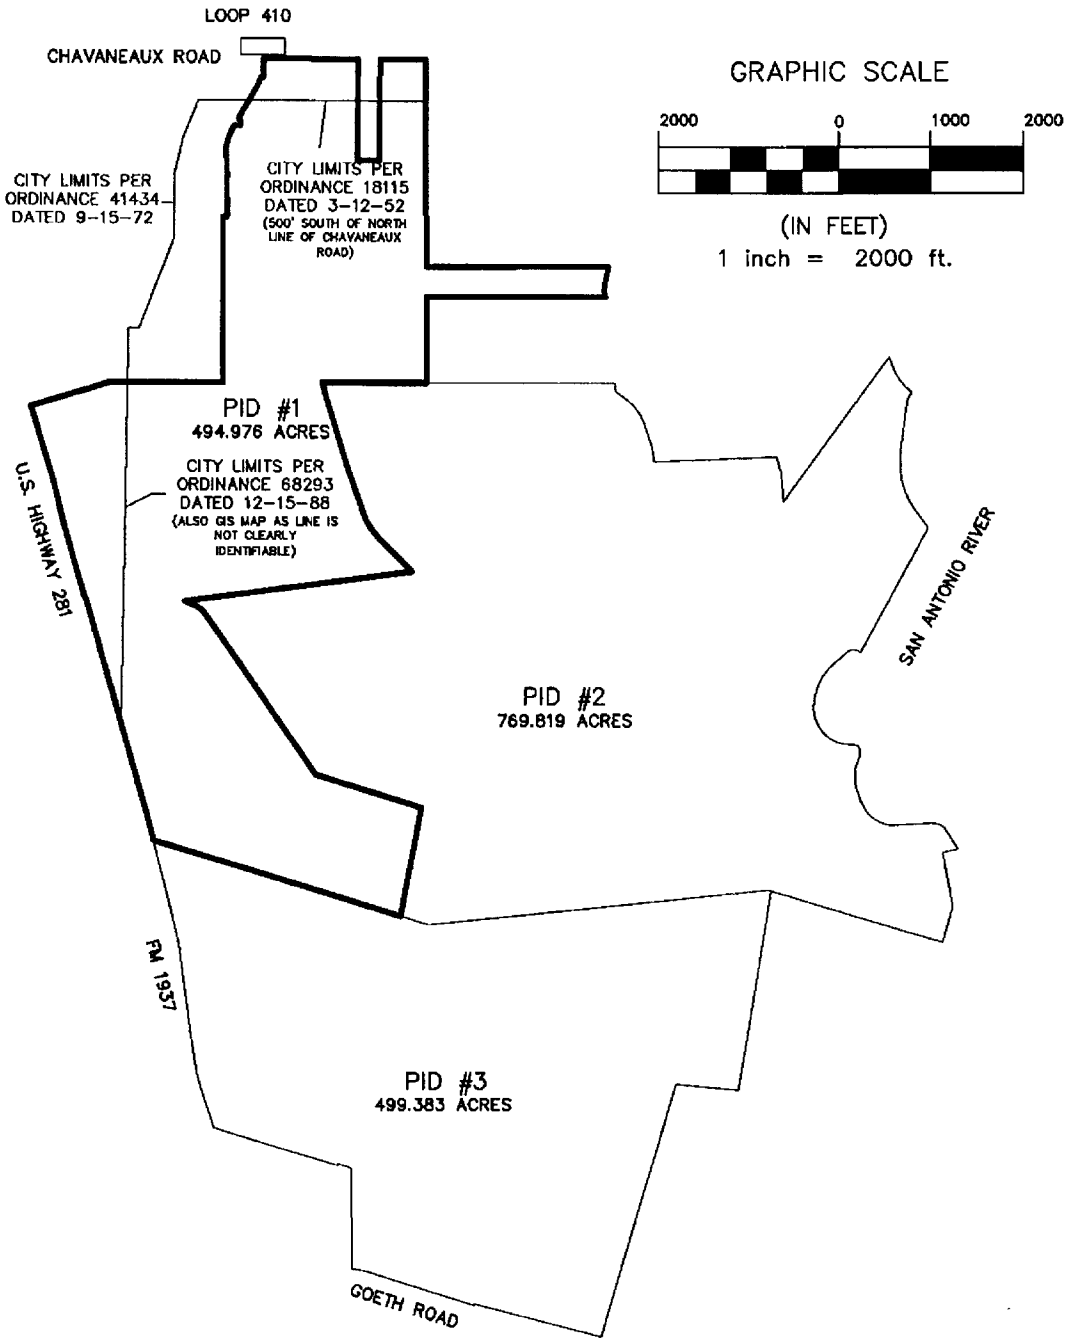 LOOP 410
CHAVANEAUX ROAD
GRAPHIC SCALE
2000 0 1000 2000
(IN FEET)
1 inch = 2000 ft.
CITY LIMITS PER
ORDINANCE 41434
DATED 9-15-72
CITY LIMITS PER
ORDINANCE 18115
DATED 3-12-52
(500' SOUTH OF NORTH
LINE OF CHAVANEAUX
ROAD)
PID #1
494.976 ACRES
CITY LIMITS PER
ORDINANCE 68293
DATED 12-15-88
(ALSO GIS MAP AS LINE IS
NOT CLEARLY
IDENTIFIABLE)
U.S. HIGHWAY 281
SAN ANTONIO RIVER
PID #2
769.819 ACRES
FM 1937
PID #3
499.383 ACRES
GOETH ROAD